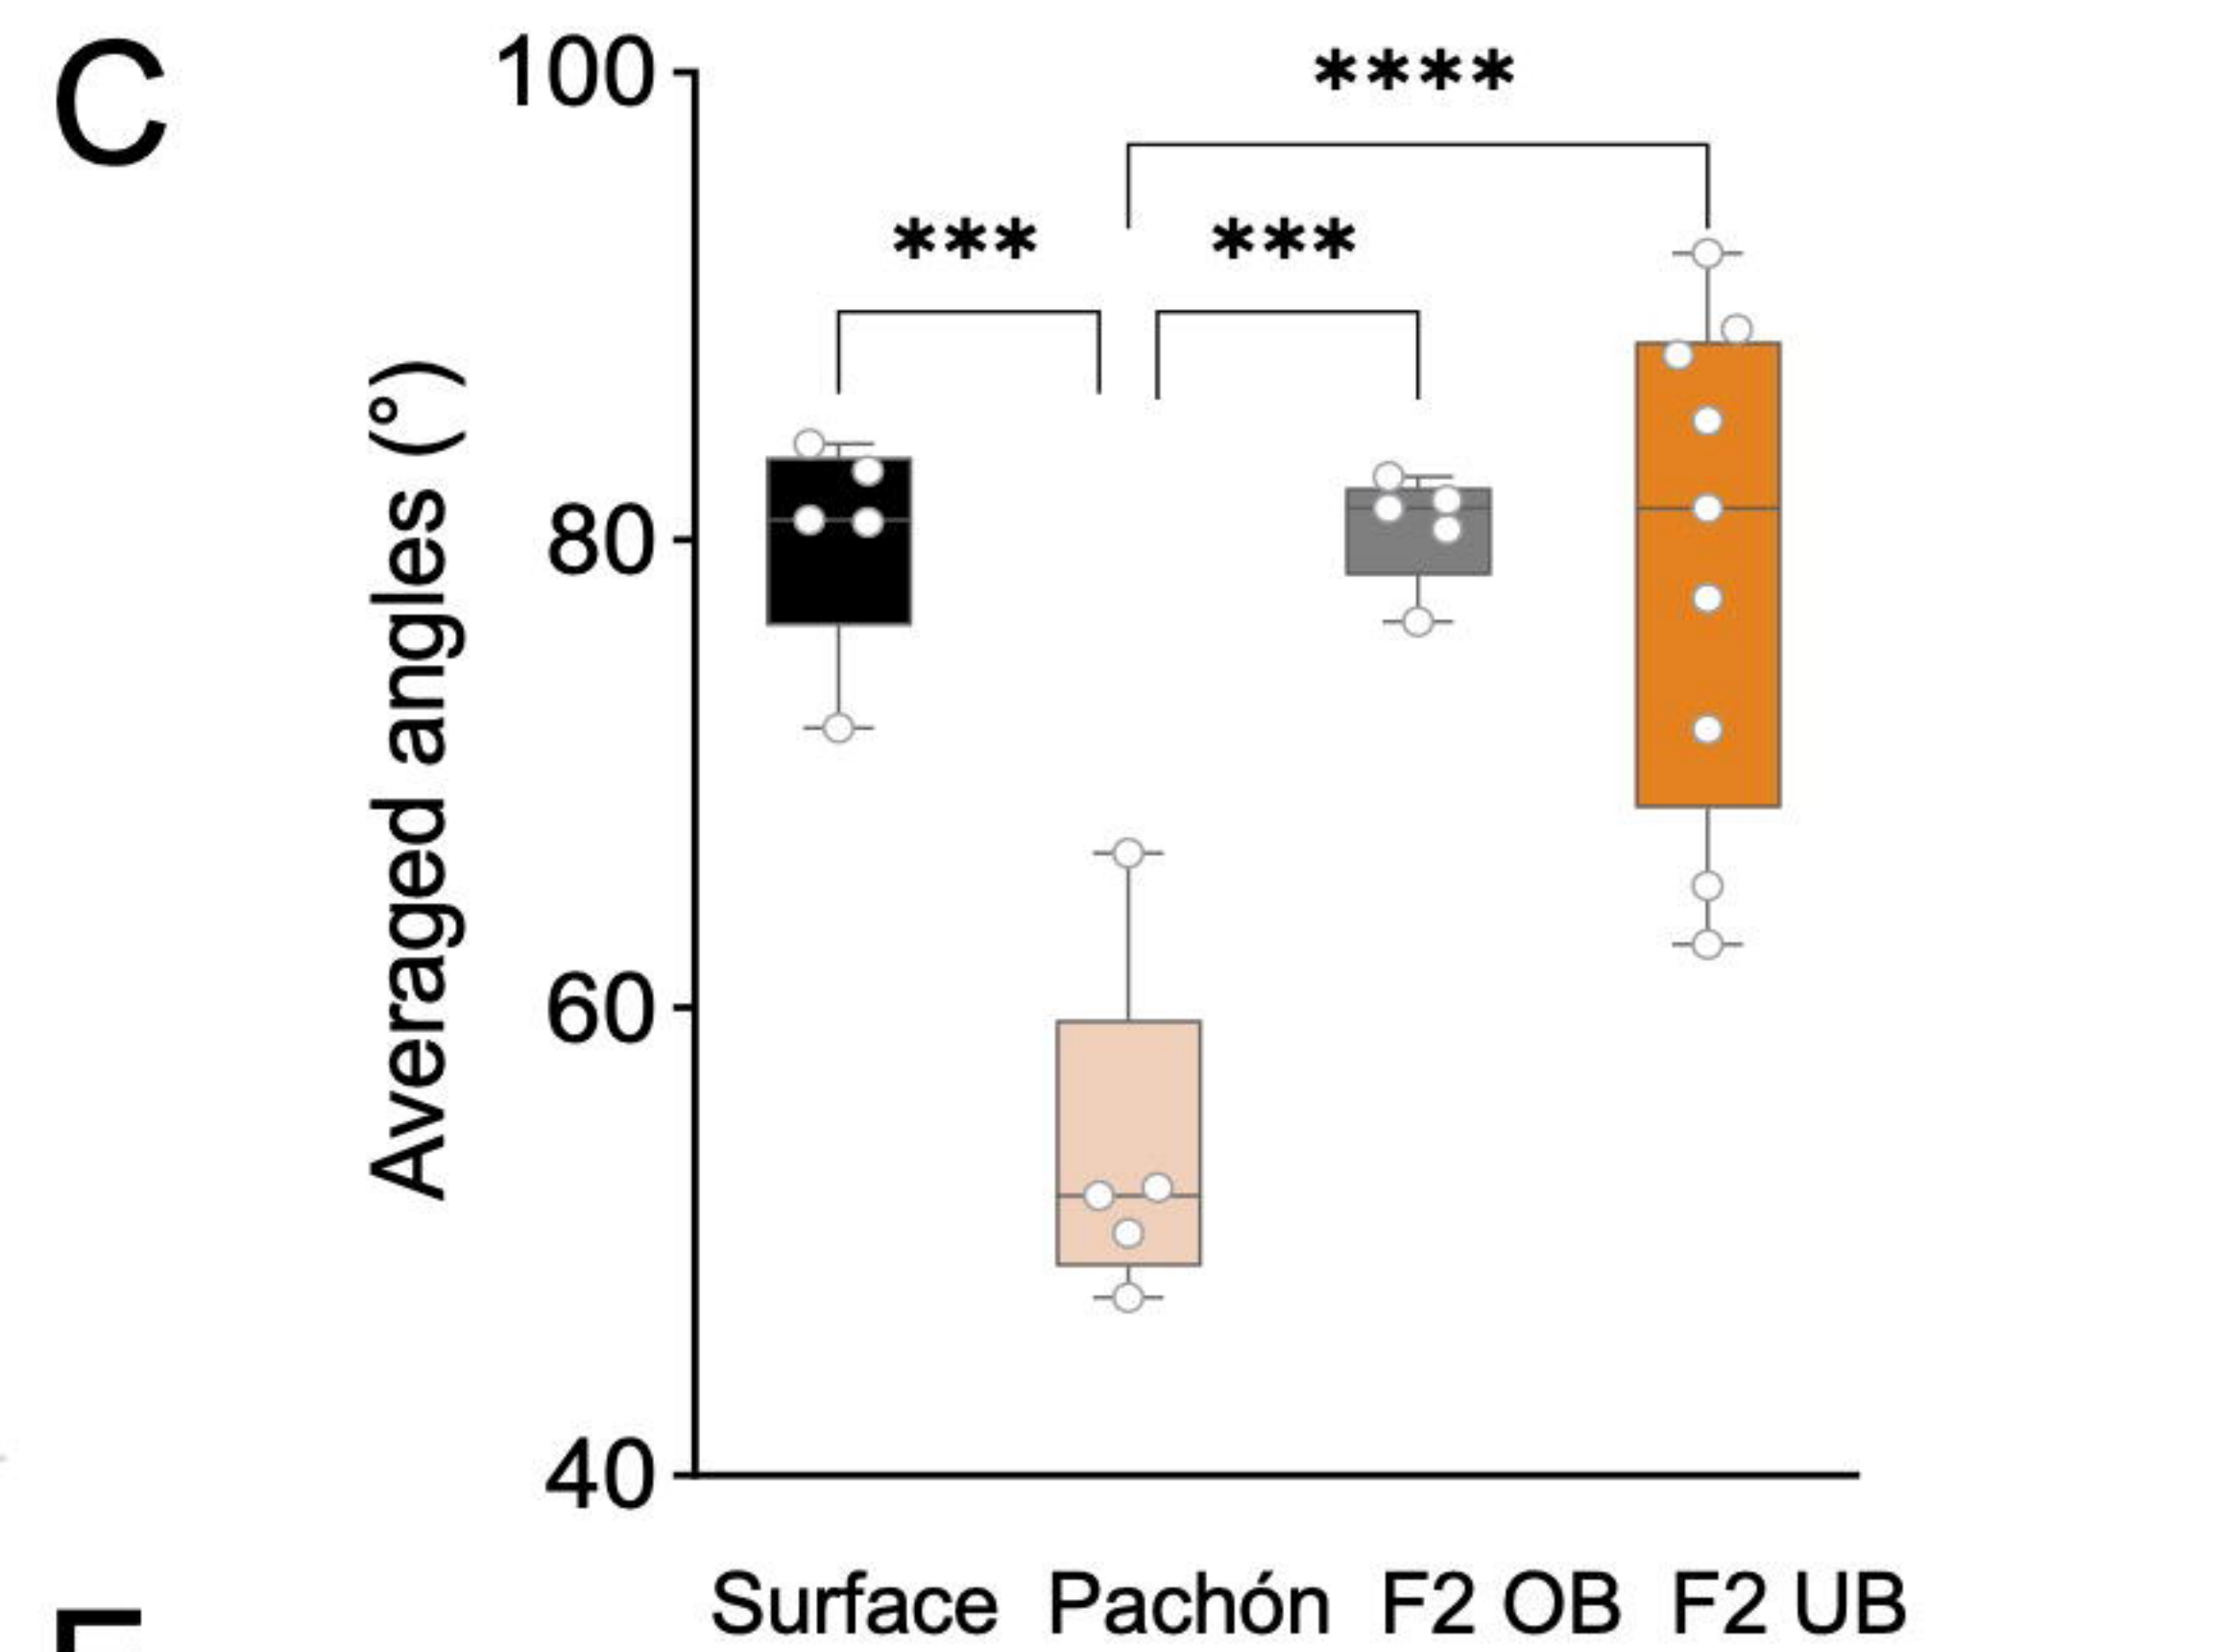 C
100
****
***
***
80
60
40
Averaged angles (°)
Surface Pachón F2 OB F2 UB